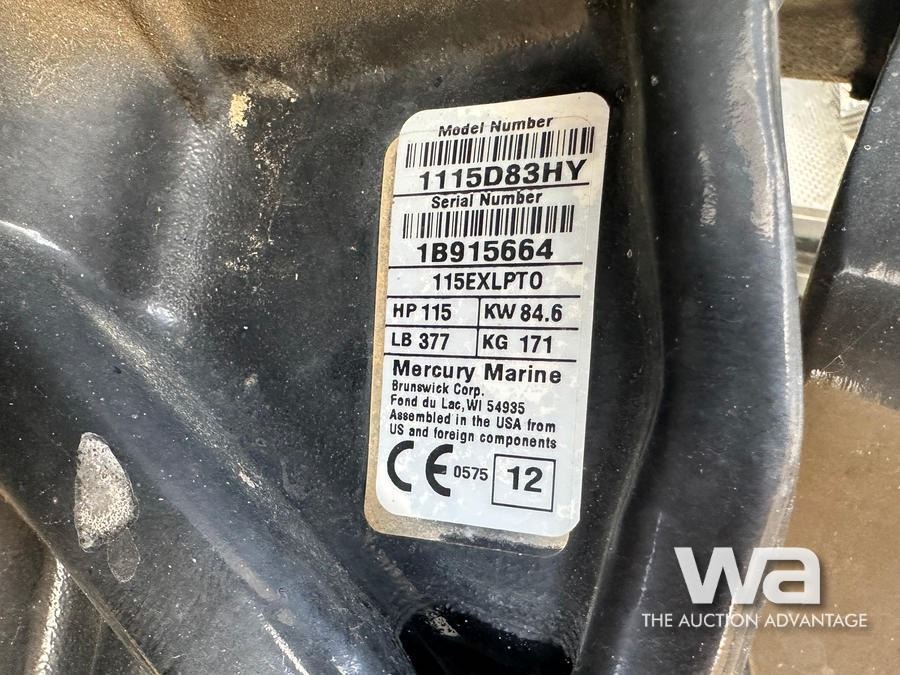 Model Number
1115D83HY
Serial Number
1B915664
115EXLPTO
HP 115 KW 84.6
LB 377 KG 171
Mercury Marine
Brunswick Corp.
Fond du Lac, WI 54935
Assembled in the USA from
US and foreign components
CE 0575 12
wa
THE AUCTION ADVANTAGE